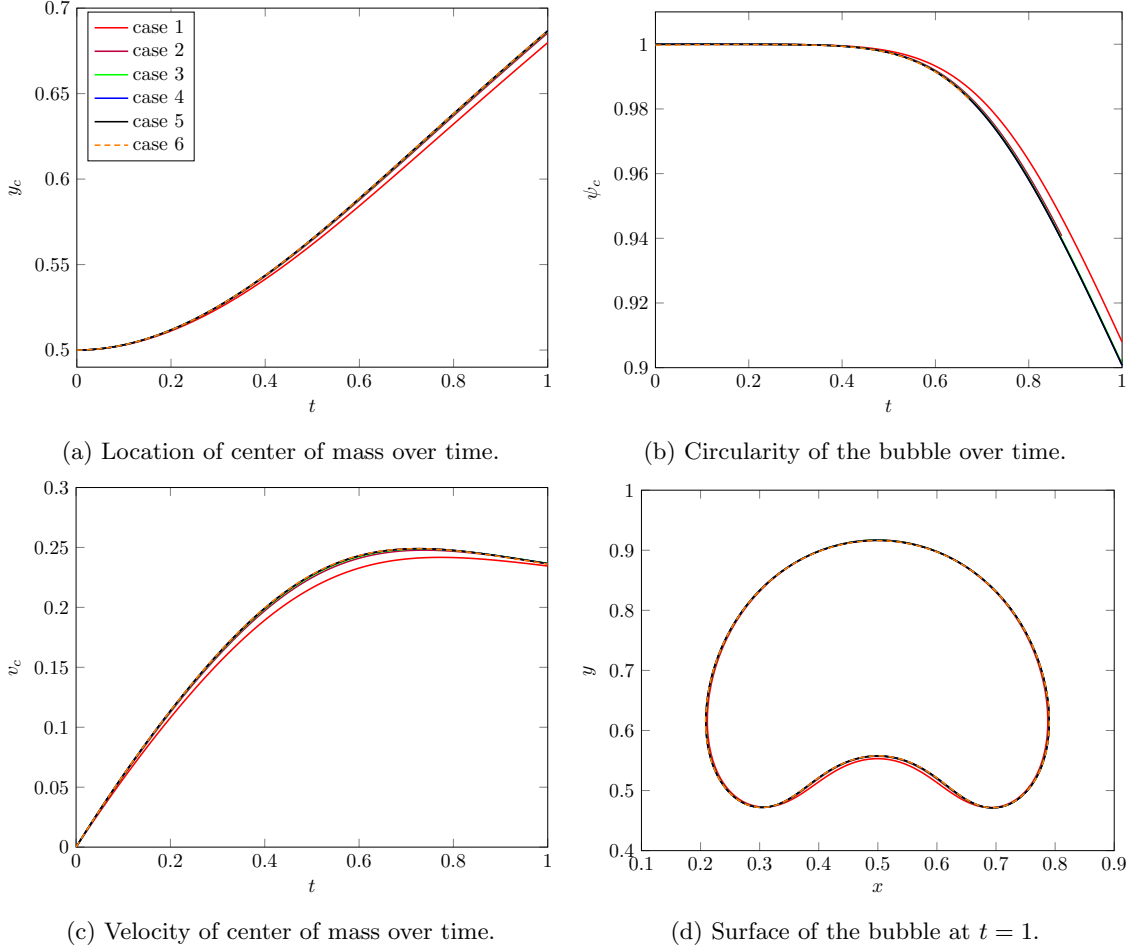 0.7
0.65
0.6
0.55
0.5
y_c
case 1
case 2
case 3
case 4
case 5
case 6
0 0.2 0.4 0.6 0.8 1
t
(a) Location of center of mass over time.
1
0.98
0.96
0.94
0.92
0.9
ψ_c
0 0.2 0.4 0.6 0.8 1
t
(b) Circularity of the bubble over time.
0.3
0.25
0.2
0.15
0.1
0.05
0
v_c
0 0.2 0.4 0.6 0.8 1
t
(c) Velocity of center of mass over time.
1
0.9
0.8
0.7
0.6
0.5
0.4
y
0.1 0.2 0.3 0.4 0.5 0.6 0.7 0.8 0.9
x
(d) Surface of the bubble at t = 1.